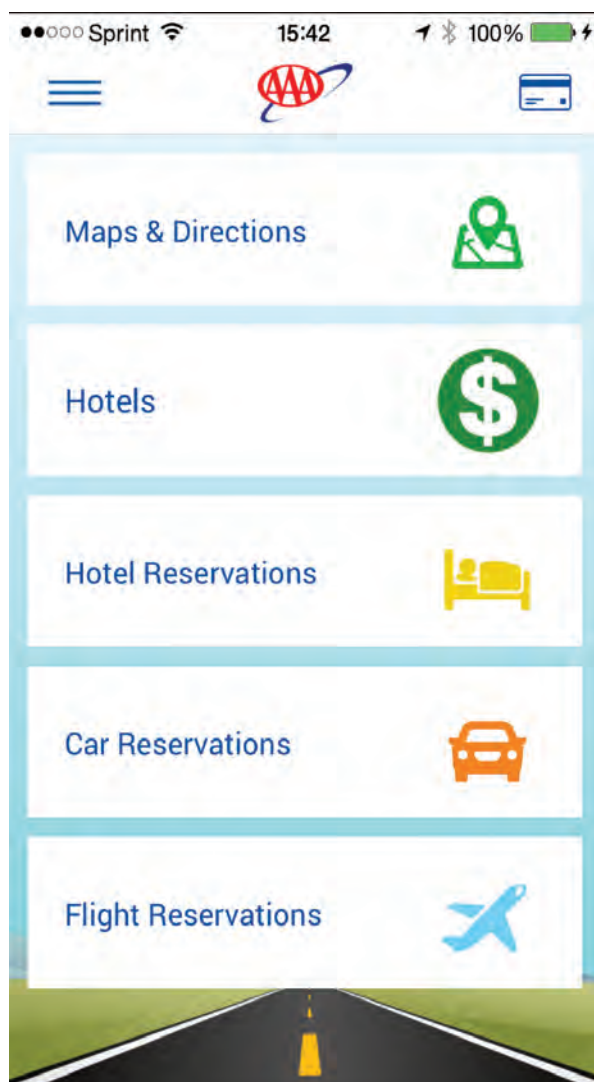 Sprint 15:42 100%
AAA
Maps & Directions
Hotels
$
Hotel Reservations
Car Reservations
Flight Reservations